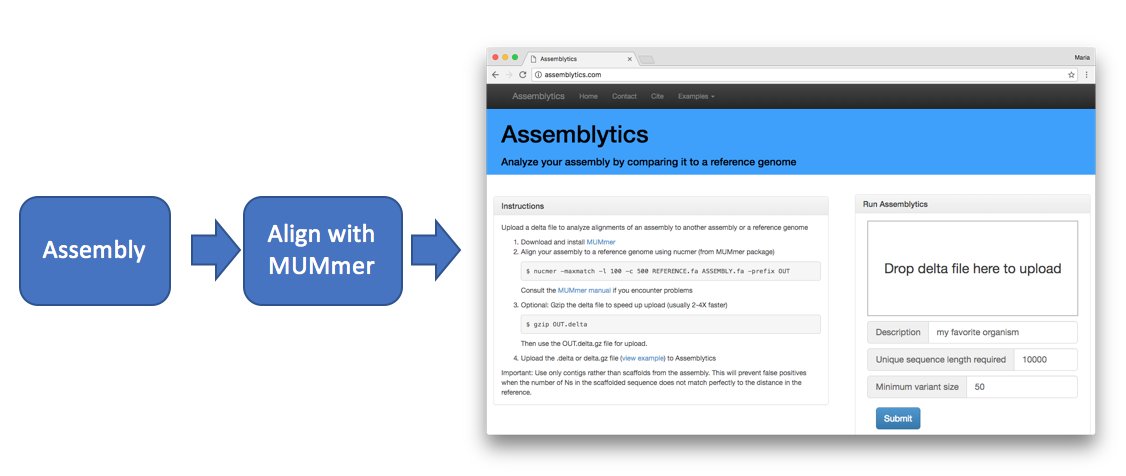 Assembly
Align with
MUMmer
Assemblytics
Maria
assemblytics.com
Assemblytics Home Contact Cite Examples
Assemblytics
Analyze your assembly by comparing it to a reference genome
Instructions
Upload a delta file to analyze alignments of an assembly to another assembly or a reference genome
1. Download and install MUMmer
2. Align your assembly to a reference genome using nucmer (from MUMmer package)
$ nucmer -maxmatch -l 100 -c 500 REFERENCE.fa ASSEMBLY.fa -prefix OUT
Consult the MUMmer manual if you encounter problems
3. Optional: Gzip the delta file to speed up upload (usually 2-4X faster)
$ gzip OUT.delta
Then use the OUT.delta.gz file for upload.
4. Upload the .delta or delta.gz file (view example) to Assemblytics
Important: Use only contigs rather than scaffolds from the assembly. This will prevent false positives
when the number of Ns in the scaffolded sequence does not match perfectly to the distance in the
reference.
Run Assemblytics
Drop delta file here to upload
Description my favorite organism
Unique sequence length required 10000
Minimum variant size 50
Submit